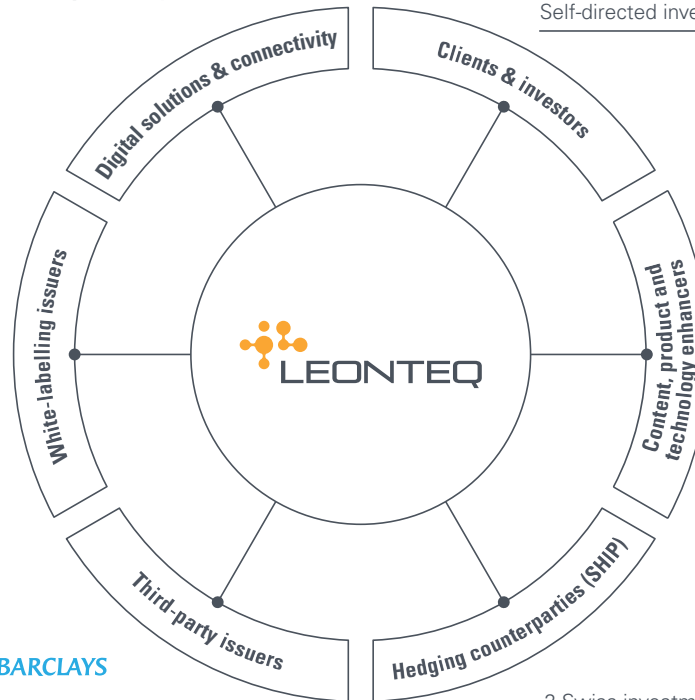 Self-directed inve
Digital solutions & connectivity
Clients & investors
White-labelling issuers
Content, product and
technology enhancers
LEONTEQ
Third-party issuers
Hedging counterparties (SHIP)
BARCLAYS